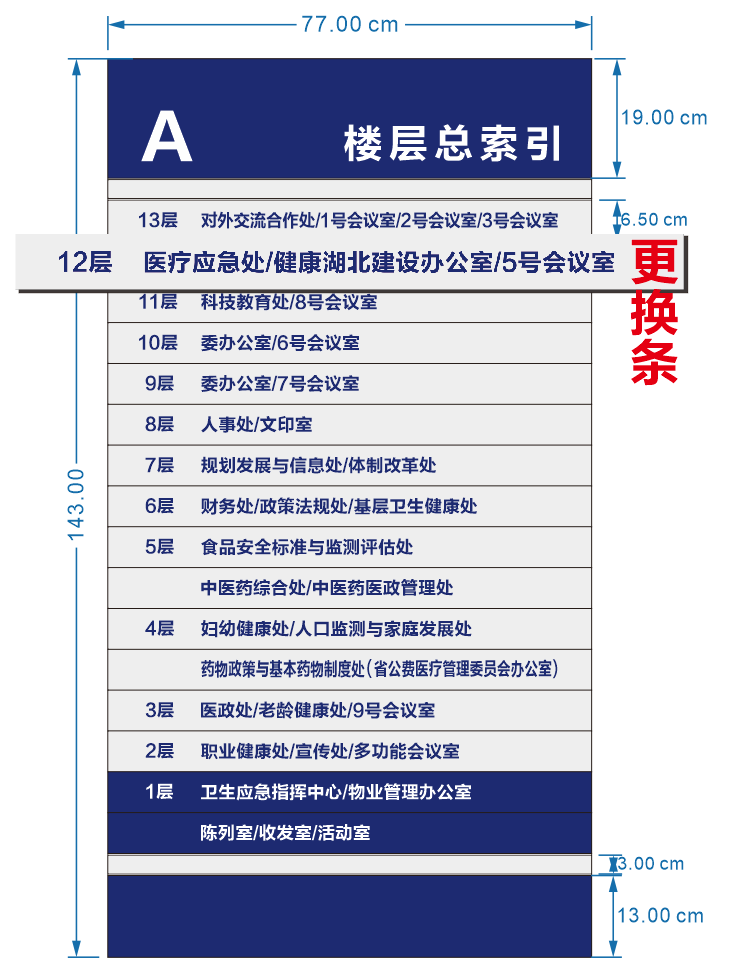 77.00 cm
A 楼层总索引
19.00 cm
13层 对外交流合作处/1号会议室/2号会议室/3号会议室
6.50 cm
12层 医疗应急处/健康湖北建设办公室/5号会议室
更换条
11层 科技教育处/8号会议室
10层 委办公室/6号会议室
9层 委办公室/7号会议室
8层 人事处/文印室
7层 规划发展与信息处/体制改革处
143.00
6层 财务处/政策法规处/基层卫生健康处
5层 食品安全标准与监测评估处
中医药综合处/中医药医政管理处
4层 妇幼健康处/人口监测与家庭发展处
药物政策与基本药物制度处(省公费医疗管理委员会办公室)
3层 医政处/老龄健康处/9号会议室
2层 职业健康处/宣传处/多功能会议室
1层 卫生应急指挥中心/物业管理办公室
陈列室/收发室/活动室
3.00 cm
13.00 cm